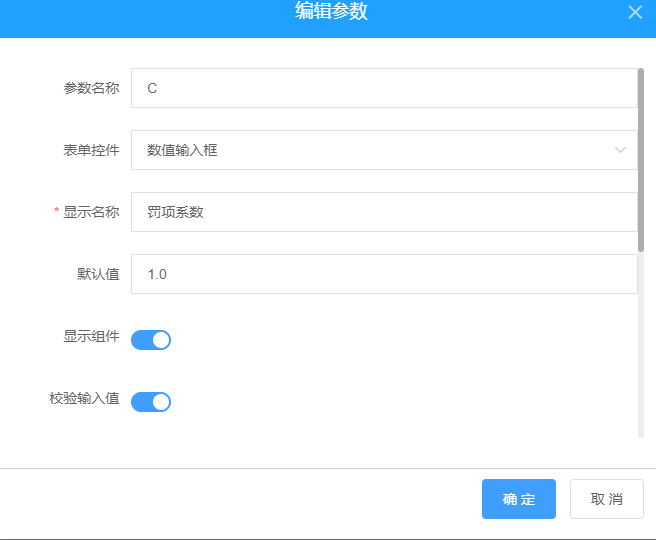 编辑参数
参数名称 C
表单控件 数值输入框
* 显示名称 罚项系数
默认值 1.0
显示组件
校验输入值
确 定 取 消